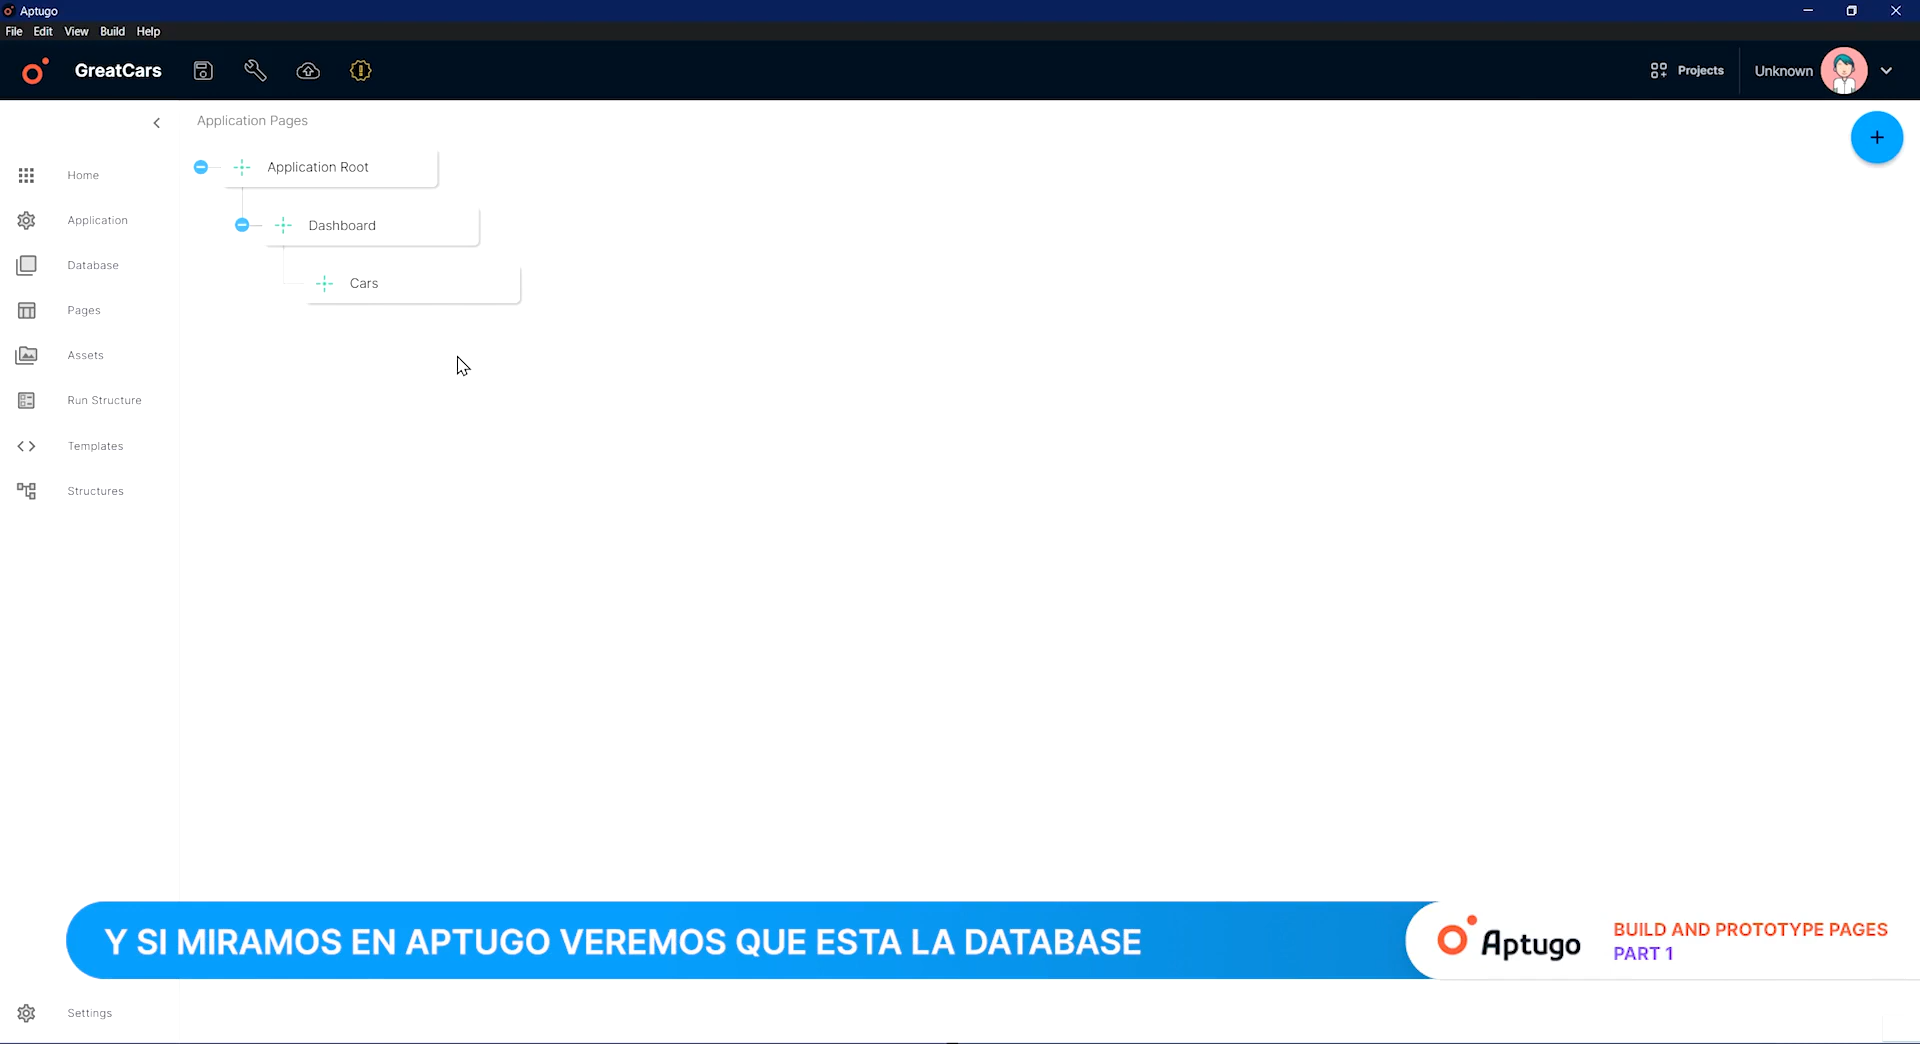 Aptugo
File Edit View Build Help
GreatCars
Projects
Unknown
Application Pages
Application Root
Dashboard
Cars
Home
Application
Database
Pages
Assets
Run Structure
Templates
Structures
Y SI MIRAMOS EN APTUGO VEREMOS QUE ESTA LA DATABASE
Aptugo
BUILD AND PROTOTYPE PAGES
PART 1
Settings